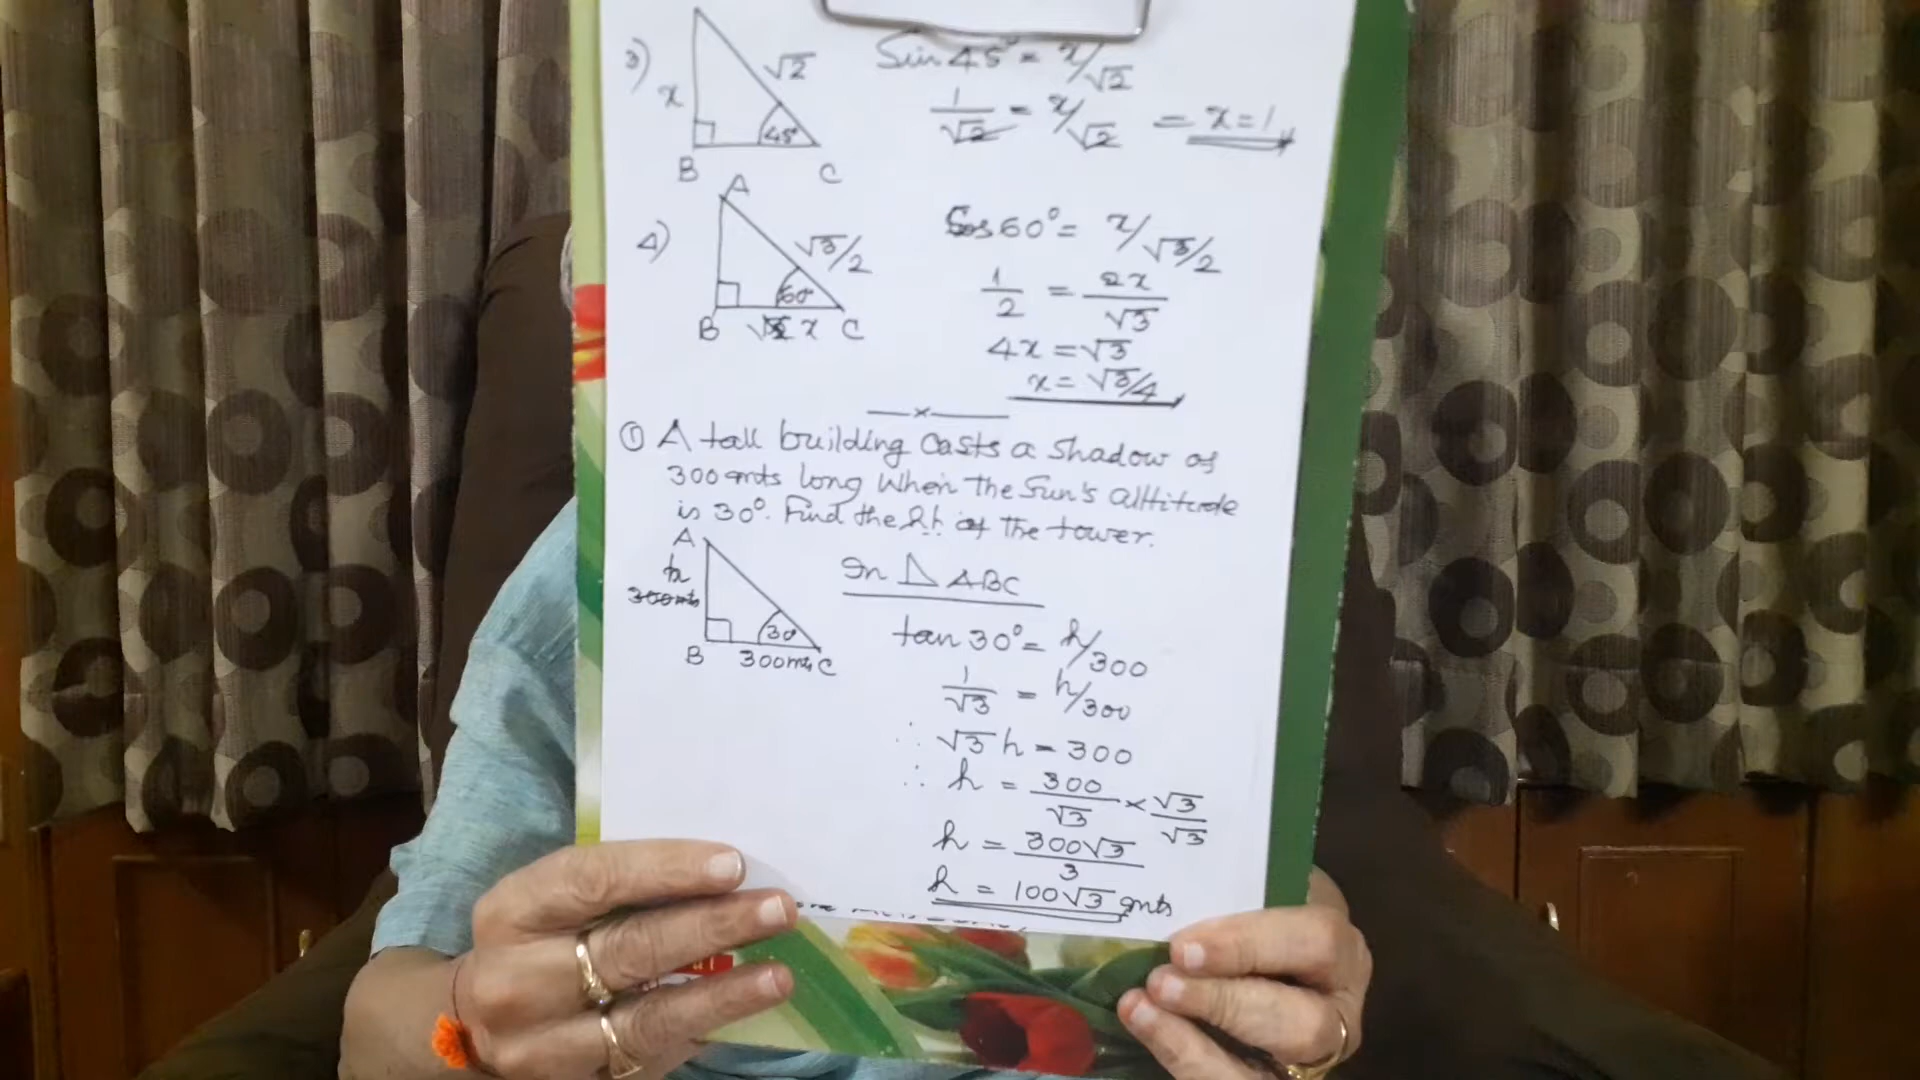 3)
x
√2
45°
B
C
Sin 45° = x/√2
1/√2 = x/√2 = x=1
4)
A
√3/2
60°
B
x
C
Cos 60° = x/√3/2
1/2 = 2x/√3
4x = √3
x = √3/4
x
① A tall building casts a shadow of
300 mts long when the Sun's altitude
is 30°. Find the ht of the tower.
A
h
300mts
30°
B
300mts
C
In △ ABC
tan 30° = h/300
1/√3 = h/300
∴ √3 h = 300
∴ h = 300/√3 × √3/√3
h = 300√3/3
h = 100√3 mts